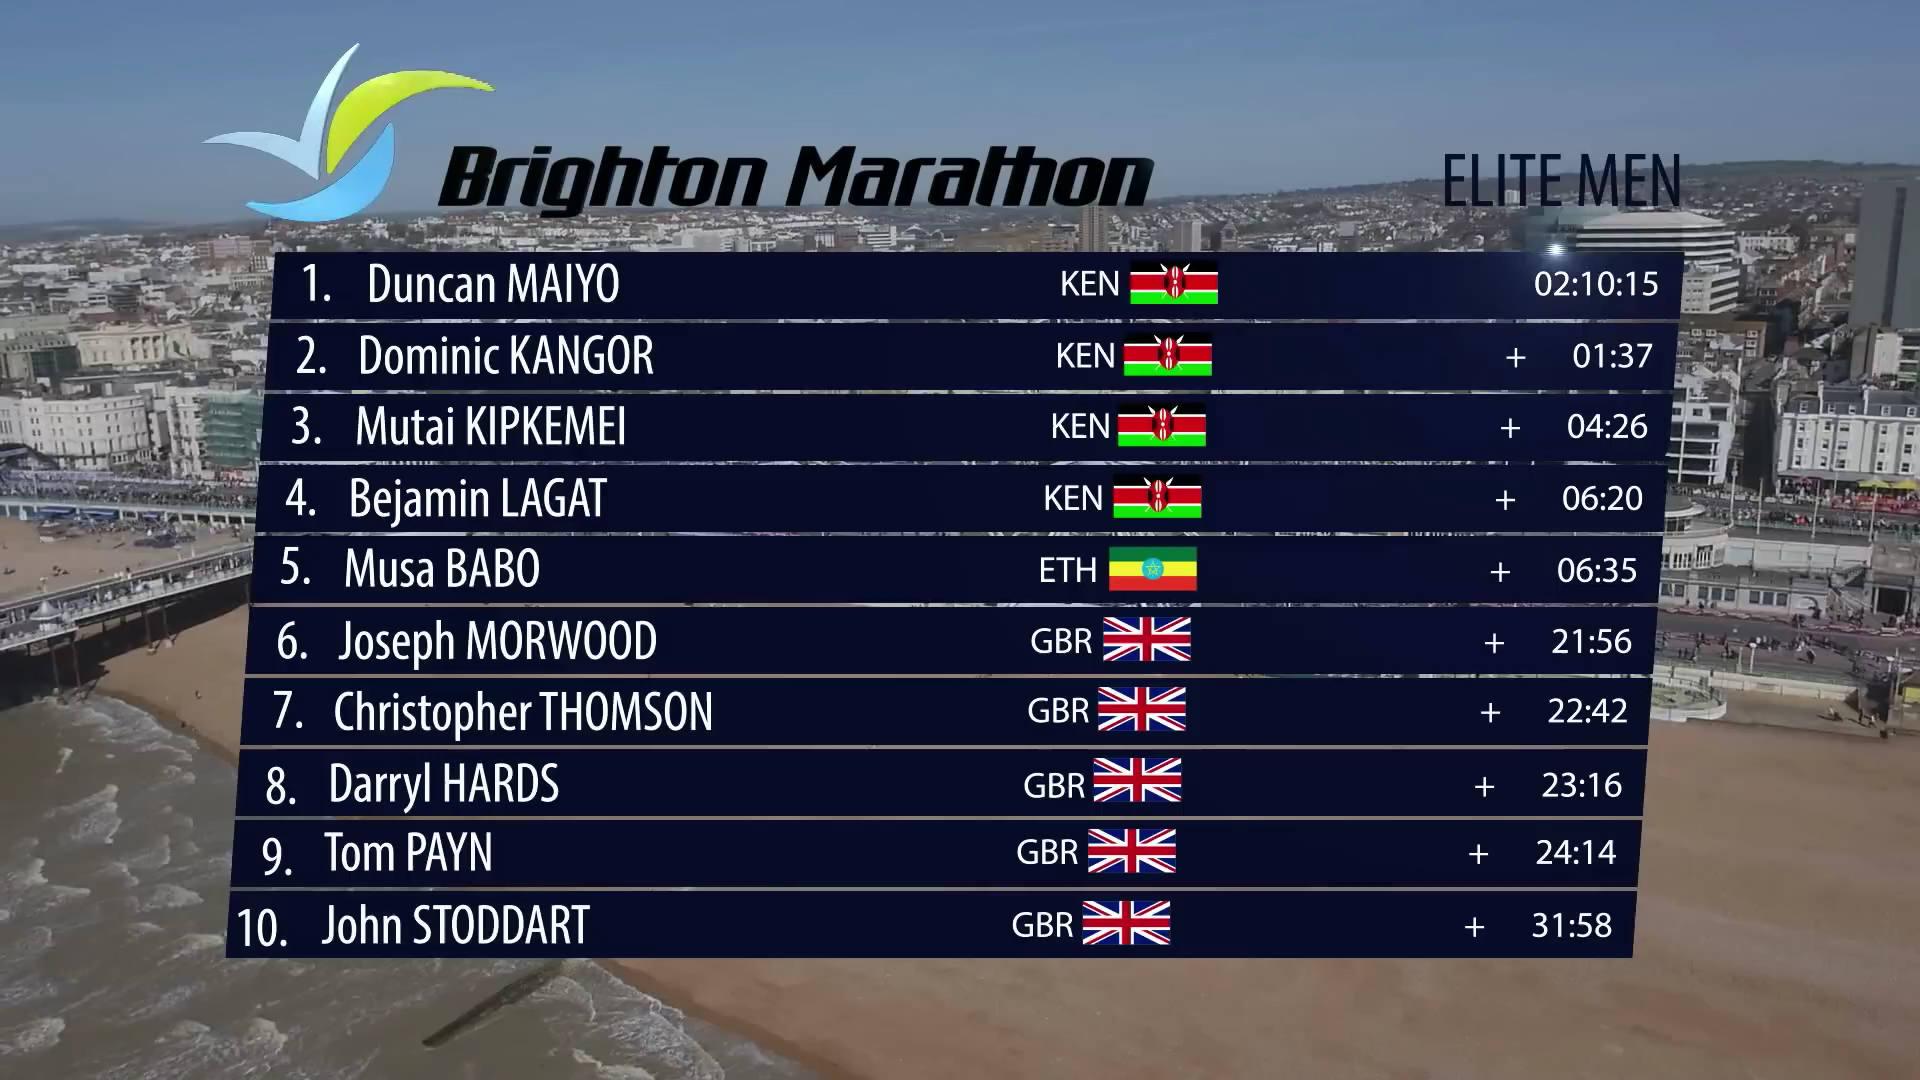 Brighton Marathon ELITE MEN
1. Duncan MAIYO KEN 02:10:15
2. Dominic KANGOR KEN + 01:37
3. Mutai KIPKEMEI KEN + 04:26
4. Bejamin LAGAT KEN + 06:20
5. Musa BABO ETH + 06:35
6. Joseph MORWOOD GBR + 21:56
7. Christopher THOMSON GBR + 22:42
8. Darryl HARDS GBR + 23:16
9. Tom PAYN GBR + 24:14
10. John STODDART GBR + 31:58